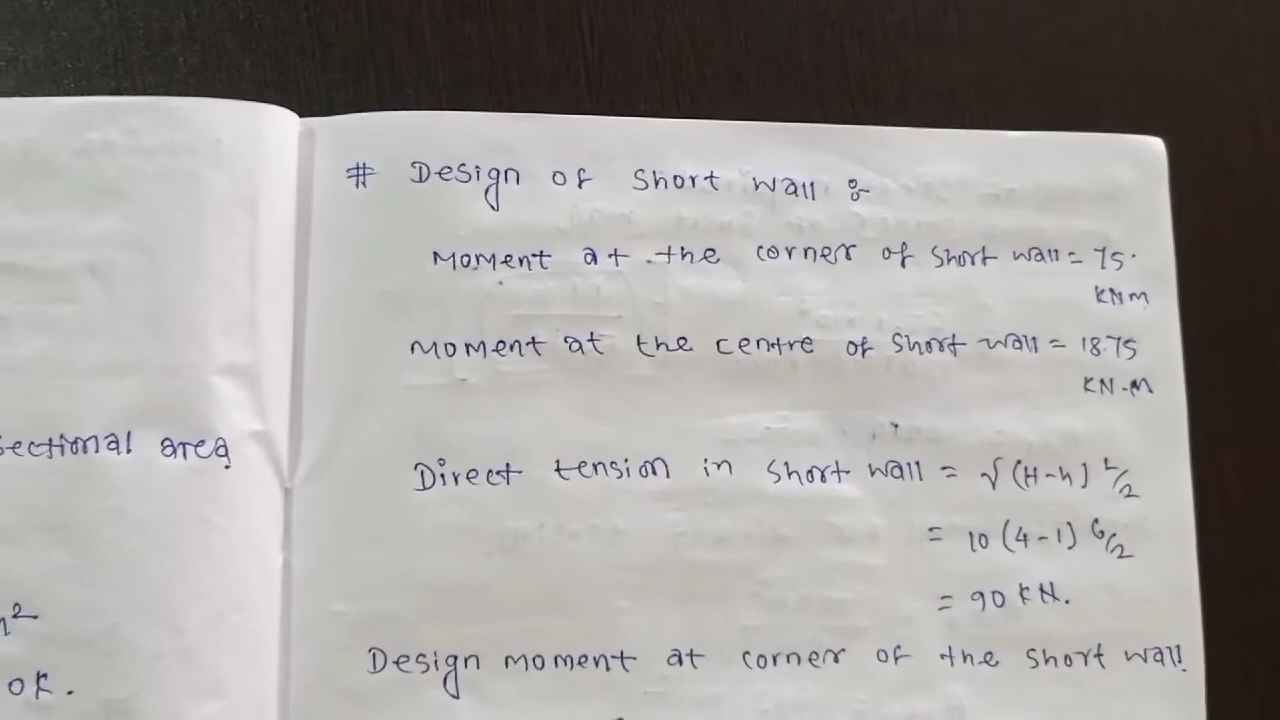 sectional area
m²
OK.
# Design of short wall :-
Moment at the corner of short wall = 75.
KNm
Moment at the centre of short wall = 18.75
KN-m
Direct tension in short wall = √(H-h) L/2
= 10 (4-1) 6/2
= 90 KN.
Design moment at corner of the short wall